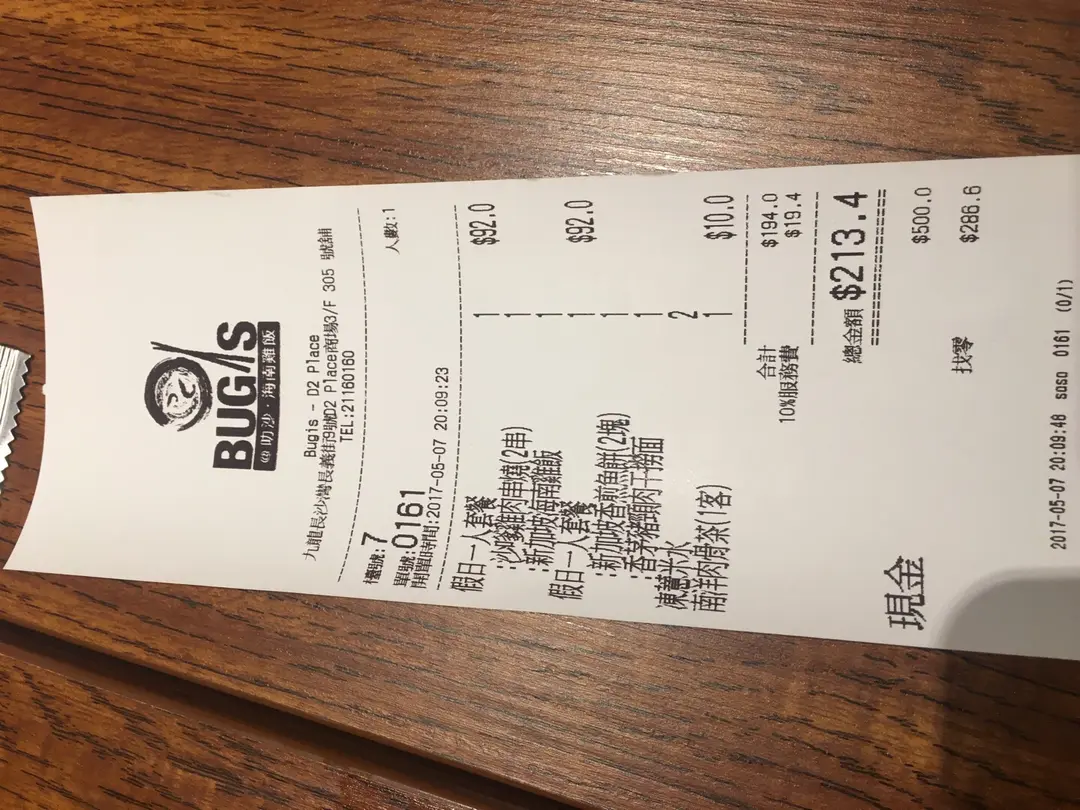 BUGIS
@ 叻沙·海南雞飯
Bugis - D2 Place
九龍長沙灣長義街9號D2 Place商場3/F 305 號舖
TEL:21160160
檯號:7 人數:1
單號:0161
開單時間:2017-05-07 20:09:23
假日一人套餐 1 $92.0
:沙嗲雞肉串燒(2串) 1
:新加坡海南雞飯 1
假日一人套餐 1 $92.0
:新加坡香煎魚餅(2塊) 1
:香茅豬頸肉干撈面 1
凍薏米水 2
南洋肉骨茶(1客) 1 $10.0
合計 $194.0
10%服務費 $19.4
總金額 $213.4
現金 $500.0
找零 $286.6
2017-05-07 20:09:48 soso 0161 (0/1)